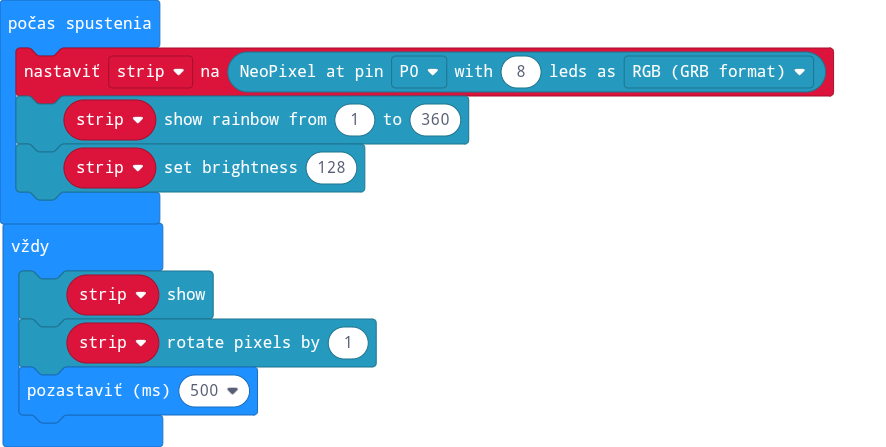 počas spustenia
nastaviť strip na NeoPixel at pin P0 with 8 leds as RGB (GRB format)
strip show rainbow from 1 to 360
strip set brightness 128
vždy
strip show
strip rotate pixels by 1
pozastaviť (ms) 500